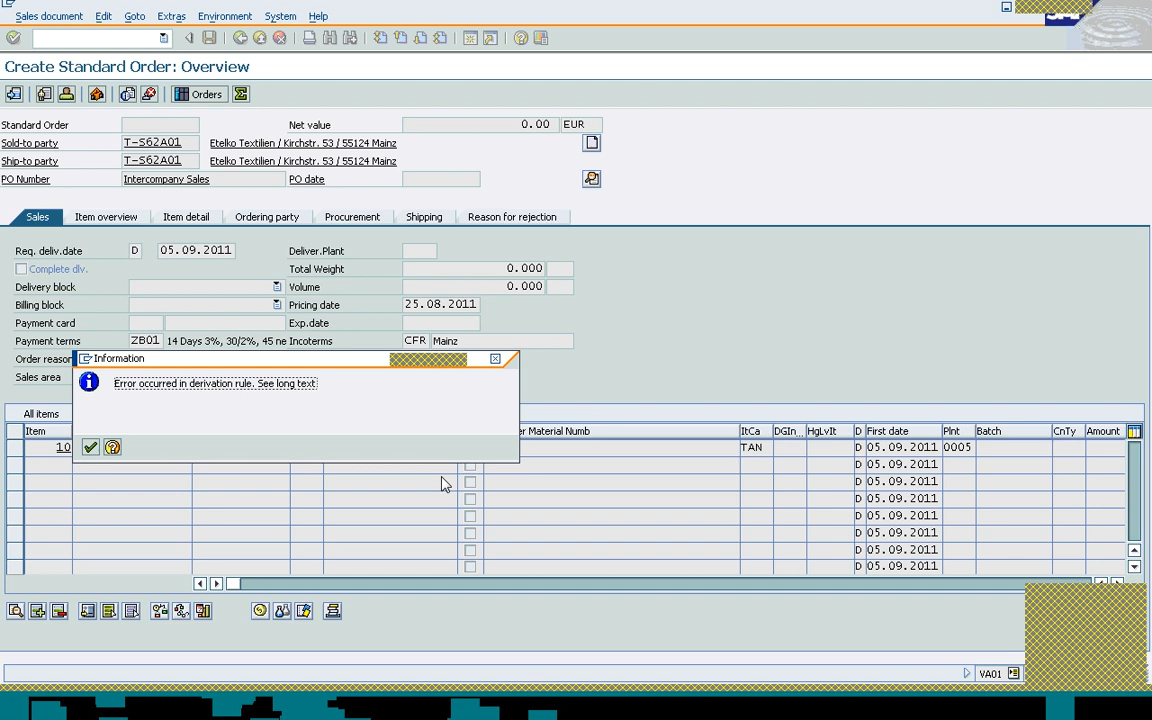 Sales document Edit Goto Extras Environment System Help
Create Standard Order: Overview
Orders
Standard Order Net value 0.00 EUR
Sold-to party T-S62A01 Etelko Textilien / Kirchstr. 53 / 55124 Mainz
Ship-to party T-S62A01 Etelko Textilien / Kirchstr. 53 / 55124 Mainz
PO Number Intercompany Sales PO date
Sales Item overview Item detail Ordering party Procurement Shipping Reason for rejection
Req. deliv.date D 05.09.2011 Deliver.Plant
Complete dlv. Total Weight 0.000
Delivery block Volume 0.000
Billing block Pricing date 25.08.2011
Payment card Exp.date
Payment terms ZB01 14 Days 3%, 30/2%, 45 ne Incoterms CFR Mainz
Order reason
Sales area
Information
Error occurred in derivation rule. See long text
All items
Item Material Numb ItCa DGIn... HgLvIt D First date Plnt Batch CnTy Amount
10 TAN D 05.09.2011 0005
D 05.09.2011
D 05.09.2011
D 05.09.2011
D 05.09.2011
D 05.09.2011
D 05.09.2011
D 05.09.2011
VA01